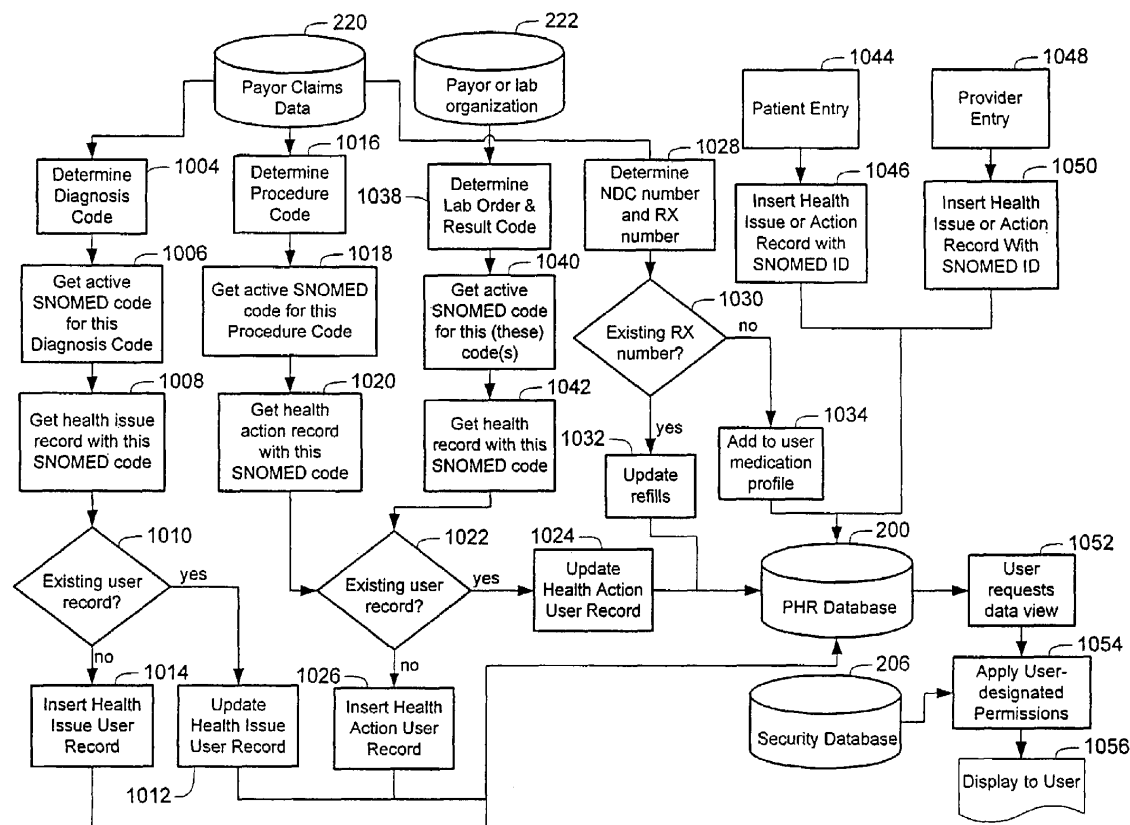 220
Payor Claims
Data
222
Payor or lab
organization
1044
Patient Entry
1048
Provider
Entry
1004
Determine
Diagnosis
Code
1016
Determine
Procedure
Code
1038
Determine
Lab Order &
Result Code
1028
Determine
NDC number
and RX
number
1046
Insert Health
Issue or Action
Record with
SNOMED ID
1050
Insert Health
Issue or Action
Record With
SNOMED ID
1006
Get active
SNOMED code
for this
Diagnosis Code
1018
Get active SNOMED
code for this
Procedure Code
1040
Get active
SNOMED code
for this (these)
code(s)
1030
Existing RX
number?
no
yes
1008
Get health issue
record with this
SNOMED code
1020
Get health
action record
with this
SNOMED code
1042
Get health
record with this
SNOMED code
1032
Update
refills
1034
Add to user
medication
profile
1010
Existing user
record?
yes
no
1022
Existing user
record?
yes
no
1024
Update
Health Action
User Record
200
PHR Database
1052
User
requests
data view
1014
Insert Health
Issue User
Record
Update
Health Issue
User Record
1012
1026
Insert Health
Action User
Record
206
Security Database
1054
Apply User-
designated
Permissions
1056
Display to User